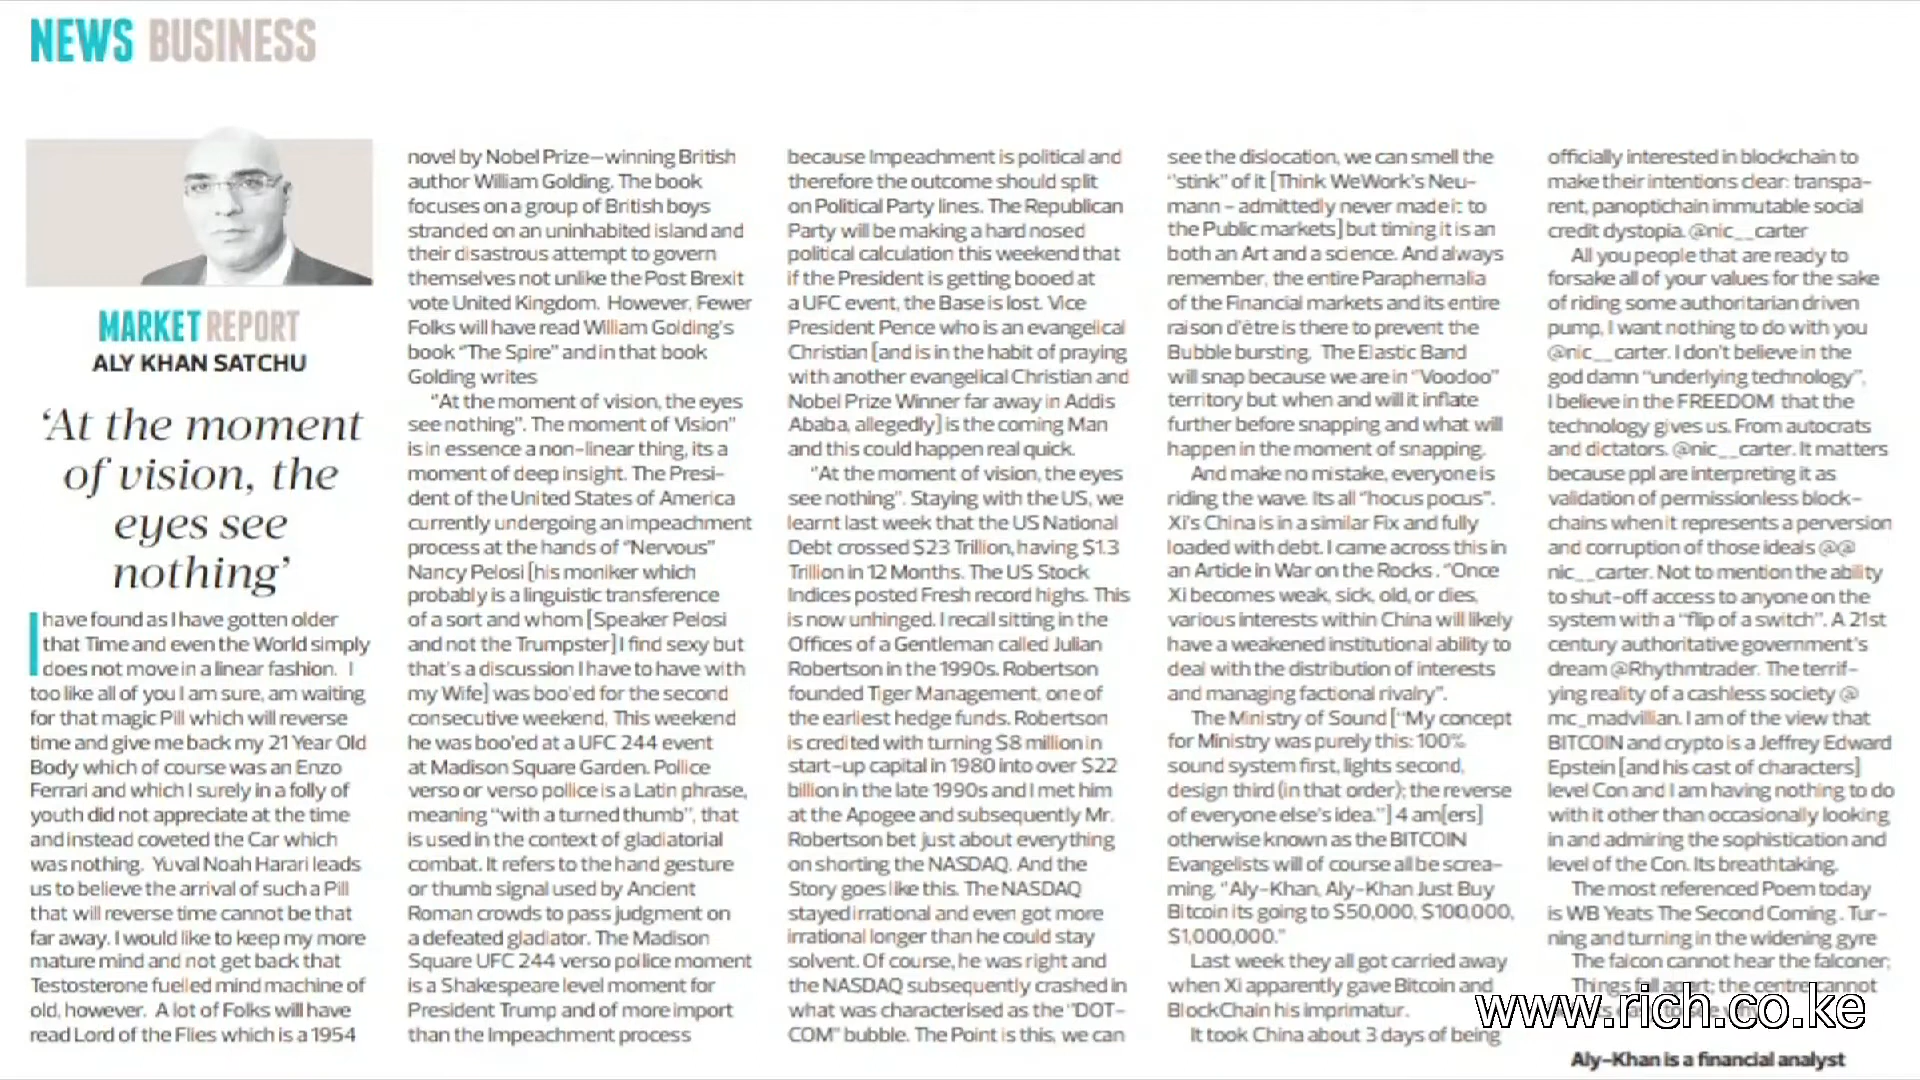 NEWS BUSINESS
MARKET REPORT
ALY KHAN SATCHU
‘At the moment
of vision, the
eyes see
nothing’
I have found as I have gotten older
that Time and even the World simply
does not move in a linear fashion. I
too like all of you I am sure, am waiting
for that magic Pill which will reverse
time and give me back my 21 Year Old
Body which of course was an Enzo
Ferrari and which I surely in a folly of
youth did not appreciate at the time
and instead coveted the Car which
was nothing. Yuval Noah Harari leads
us to believe the arrival of such a Pill
that will reverse time cannot be that
far away. I would like to keep my more
mature mind and not get back that
Testosterone fuelled mind machine of
old, however. A lot of Folks will have
read Lord of the Flies which is a 1954
novel by Nobel Prize–winning British
author William Golding. The book
focuses on a group of British boys
stranded on an uninhabited island and
their disastrous attempt to govern
themselves not unlike the Post Brexit
vote United Kingdom. However, Fewer
Folks will have read William Golding's
book "The Spire" and in that book
Golding writes
"At the moment of vision, the eyes
see nothing". The moment of Vision"
is in essence a non-linear thing, its a
moment of deep insight. The Presi-
dent of the United States of America
currently undergoing an impeachment
process at the hands of "Nervous"
Nancy Pelosi [his moniker which
probably is a linguistic transference
of a sort and whom [Speaker Pelosi
and not the Trumpster] I find sexy but
that's a discussion I have to have with
my Wife] was boo'ed for the second
consecutive weekend. This weekend
he was boo'ed at a UFC 244 event
at Madison Square Garden. Police
verso or verso pollice is a Latin phrase,
meaning "with a turned thumb", that
is used in the context of gladiatorial
combat. It refers to the hand gesture
or thumb signal used by Ancient
Roman crowds to pass judgment on
a defeated gladiator. The Madison
Square UFC 244 verso pollice moment
is a Shakespeare level moment for
President Trump and of more import
than the Impeachment process
because Impeachment is political and
therefore the outcome should split
on Political Party lines. The Republican
Party will be making a hard nosed
political calculation this weekend that
if the President is getting booed at
a UFC event, the Base is lost. Vice
President Pence who is an evangelical
Christian [and is in the habit of praying
with another evangelical Christian and
Nobel Prize Winner far away in Addis
Ababa, allegedly] is the coming Man
and this could happen real quick.
"At the moment of vision, the eyes
see nothing". Staying with the US, we
learnt last week that the US National
Debt crossed $23 Trillion, having $1.3
Trillion in 12 Months. The US Stock
Indices posted Fresh record highs. This
is now unhinged. I recall sitting in the
Offices of a Gentleman called Julian
Robertson in the 1990s. Robertson
founded Tiger Management, one of
the earliest hedge funds. Robertson
is credited with turning $8 million in
start-up capital in 1980 into over $22
billion in the late 1990s and I met him
at the Apogee and subsequently Mr.
Robertson bet just about everything
on shorting the NASDAQ. And the
Story goes like this. The NASDAQ
stayed irrational and even got more
irrational longer than he could stay
solvent. Of course, he was right and
the NASDAQ subsequently crashed in
what was characterised as the "DOT-
COM" bubble. The Point is this, we can
see the dislocation, we can smell the
"stink" of it [Think WeWork's Neu-
mann - admittedly never made it to
the Public markets] but timing it is an
both an Art and a science. And always
remember, the entire Paraphernalia
of the Financial markets and its entire
raison d'être is there to prevent the
Bubble bursting. The Elastic Band
will snap because we are in "Voodoo"
territory but when and will it inflate
further before snapping and what will
happen in the moment of snapping.
And make no mistake, everyone is
riding the wave. Its all "hocus pocus".
Xi's China is in a similar Fix and fully
loaded with debt. I came across this in
an Article in War on the Rocks . "Once
Xi becomes weak, sick, old, or dies,
various interests within China will likely
have a weakened institutional ability to
deal with the distribution of interests
and managing factional rivalry".
The Ministry of Sound ["My concept
for Ministry was purely this: 100%
sound system first, lights second,
design third (in that order); the reverse
of everyone else's idea."] 4 am[ers]
otherwise known as the BITCOIN
Evangelists will of course all be screa-
ming, "Aly-Khan, Aly-Khan Just Buy
Bitcoin its going to $50,000, $100,000,
$1,000,000."
Last week they all got carried away
when Xi apparently gave Bitcoin and
BlockChain his imprimatur.
It took China about 3 days of being
officially interested in blockchain to
make their intentions clear: transpa-
rent, panoptichain immutable social
credit dystopia. @nic__carter
All you people that are ready to
forsake all of your values for the sake
of riding some authoritarian driven
pump, I want nothing to do with you
@nic__carter. I don't believe in the
god damn "underlying technology",
I believe in the FREEDOM that the
technology gives us. From autocrats
and dictators. @nic__carter. It matters
because ppl are interpreting it as
validation of permissionless block-
chains when it represents a perversion
and corruption of those ideals @@
nic__carter. Not to mention the ability
to shut-off access to anyone on the
system with a "flip of a switch". A 21st
century authoritative government's
dream @Rhythmtrader. The terrif-
ying reality of a cashless society @
mc_madvillian. I am of the view that
BITCOIN and crypto is a Jeffrey Edward
Epstein [and his cast of characters]
level Con and I am having nothing to do
with it other than occasionally looking
in and admiring the sophistication and
level of the Con. Its breathtaking.
The most referenced Poem today
is WB Yeats The Second Coming . Tur-
ning and turning in the widening gyre
The falcon cannot hear the falconer;
Things fall apart; the centre cannot
www.rich.co.ke
Aly-Khan is a financial analyst